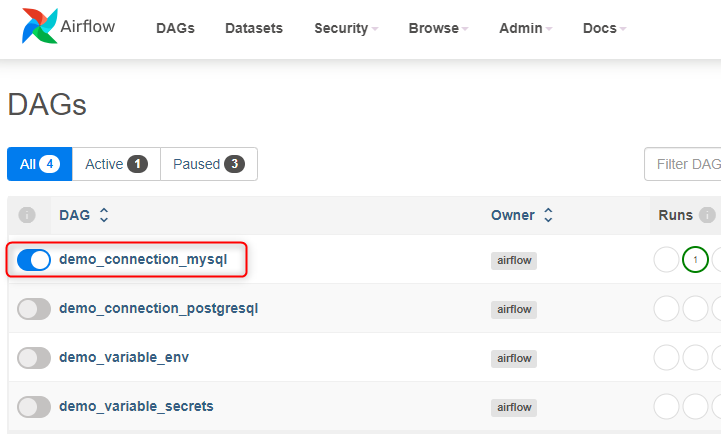 Airflow DAGs Datasets Security Browse Admin Docs
DAGs
All 4 Active 1 Paused 3 Filter DAG
i DAG Owner Runs i
demo_connection_mysql airflow 1
demo_connection_postgresql airflow
demo_variable_env airflow
demo_variable_secrets airflow